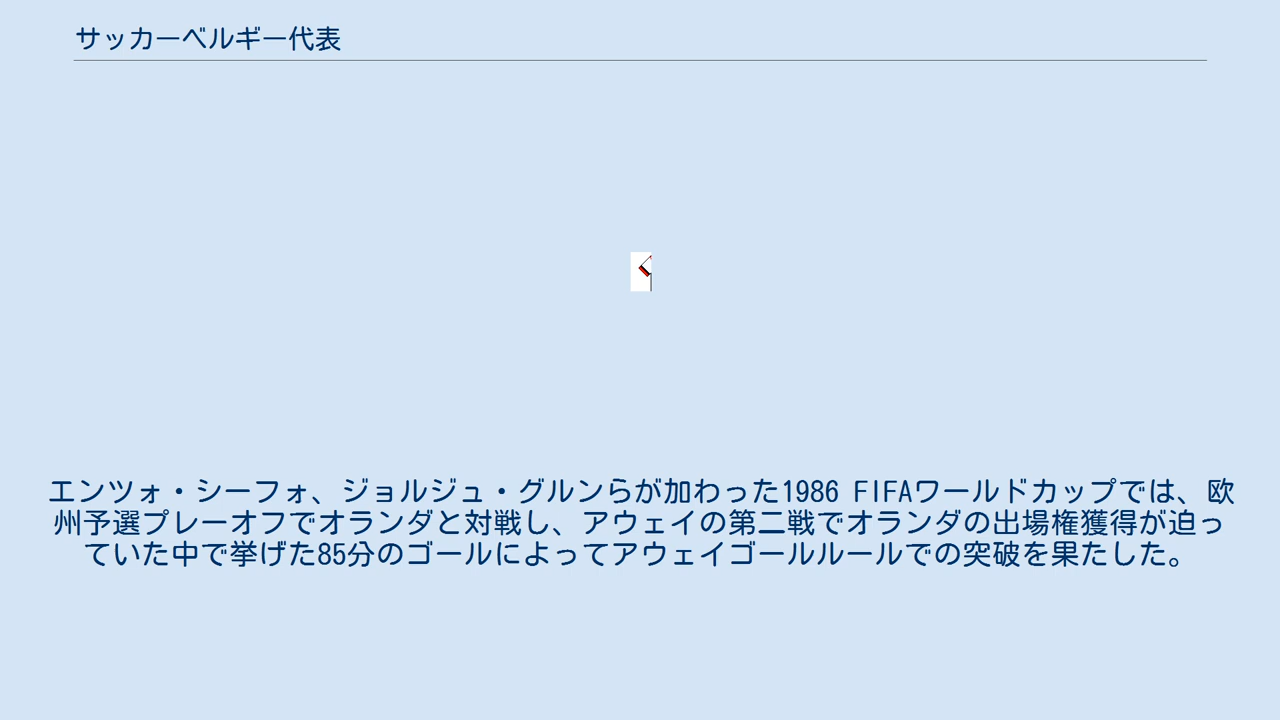 サッカーベルギー代表
エンツォ・シーフォ、ジョルジュ・グルンらが加わった1986 FIFAワールドカップでは、欧
州予選プレーオフでオランダと対戦し、アウェイの第二戦でオランダの出場権獲得が迫っ
ていた中で挙げた85分のゴールによってアウェイゴールルールでの突破を果たした。